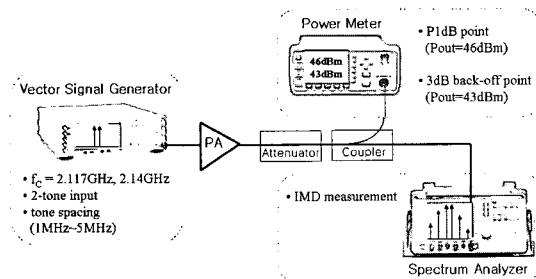 Power Meter
46dBm
43dBm
• P1dB point
(Pout=46dBm)
• 3dB back-off point
(Pout=43dBm)
Vector Signal Generator
PA
Attenuator
Coupler
• fC = 2.117GHz, 2.14GHz
• 2-tone input
• tone spacing
(1MHz~5MHz)
• IMD measurement
Spectrum Analyzer